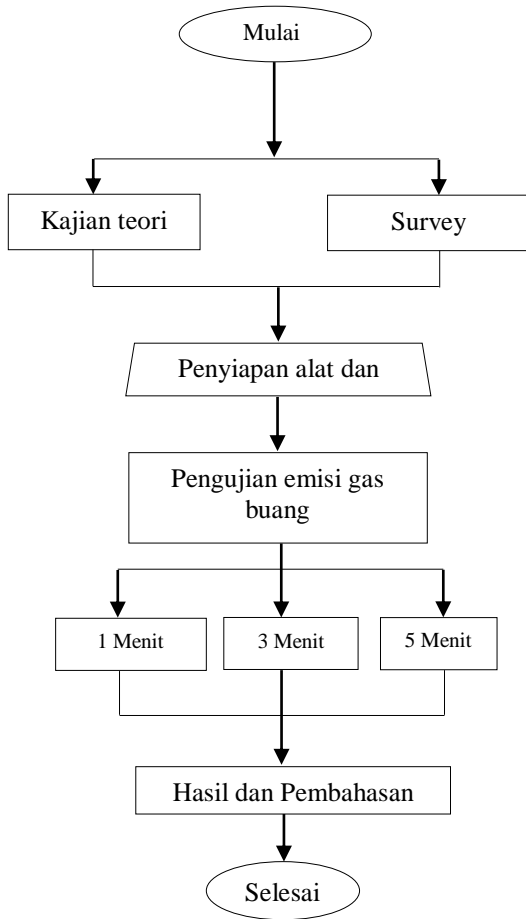 Mulai
Kajian teori
Survey
Penyiapan alat dan
Pengujian emisi gas
buang
1 Menit
3 Menit
5 Menit
Hasil dan Pembahasan
Selesai